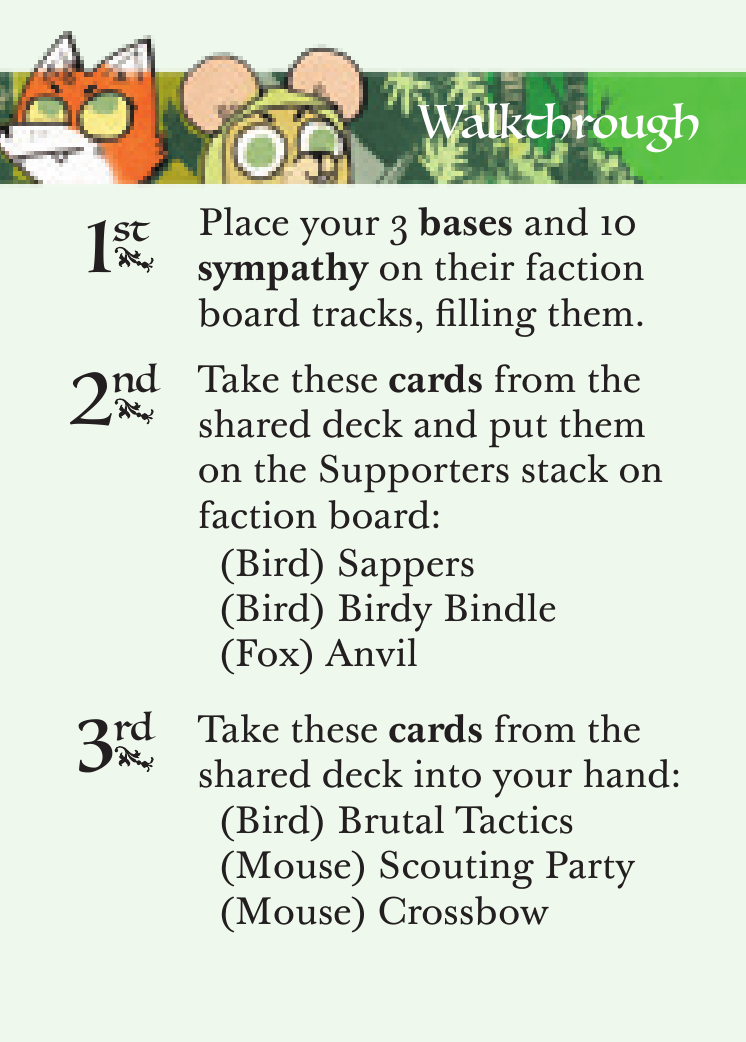 Walkthrough
1st
Place your 3 bases and 10
sympathy on their faction
board tracks, filling them.
2nd
Take these cards from the
shared deck and put them
on the Supporters stack on
faction board:
(Bird) Sappers
(Bird) Birdy Bindle
(Fox) Anvil
3rd
Take these cards from the
shared deck into your hand:
(Bird) Brutal Tactics
(Mouse) Scouting Party
(Mouse) Crossbow